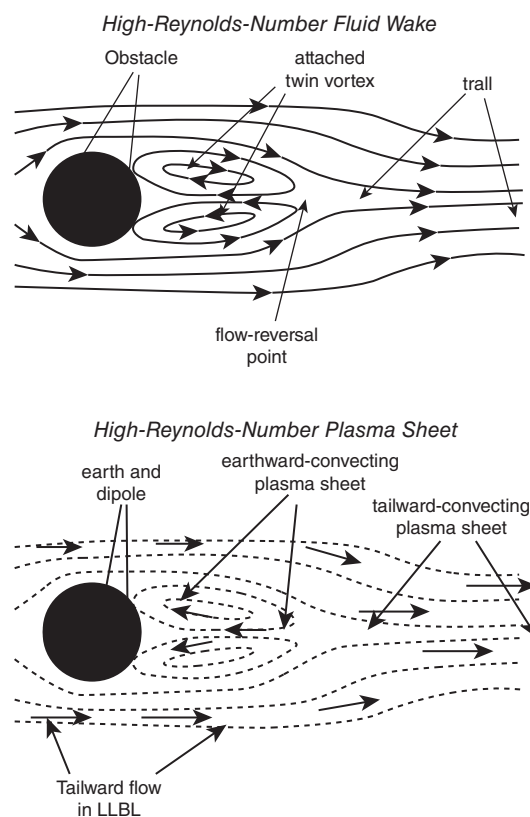 High-Reynolds-Number Fluid Wake
Obstacle
attached
twin vortex
trall
flow-reversal
point
High-Reynolds-Number Plasma Sheet
earth and
dipole
earthward-convecting
plasma sheet
tailward-convecting
plasma sheet
Tailward flow
in LLBL